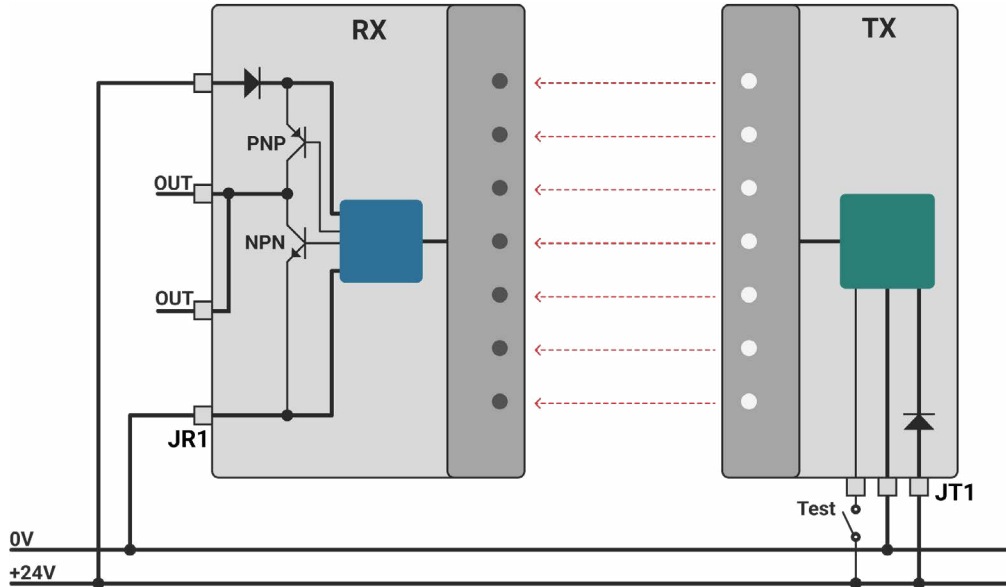 RX
TX
PNP
OUT
NPN
OUT
JR1
JT1
Test
0V
+24V